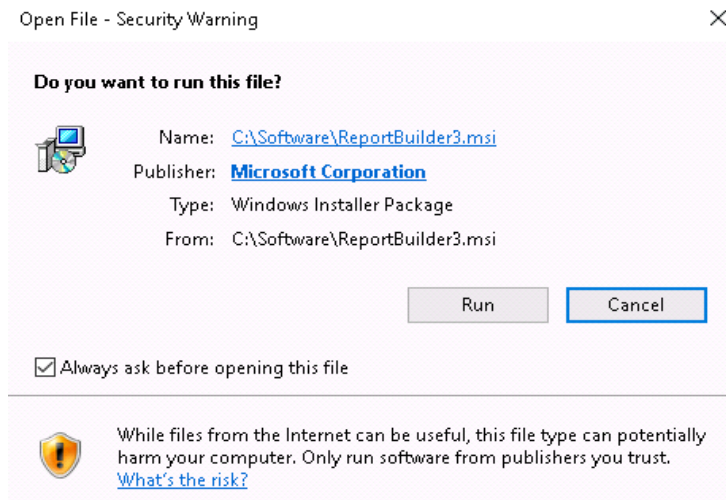 Open File - Security Warning
Do you want to run this file?
Name: C:\Software\ReportBuilder3.msi
Publisher: Microsoft Corporation
Type: Windows Installer Package
From: C:\Software\ReportBuilder3.msi
Run Cancel
Always ask before opening this file
While files from the Internet can be useful, this file type can potentially
harm your computer. Only run software from publishers you trust.
What's the risk?